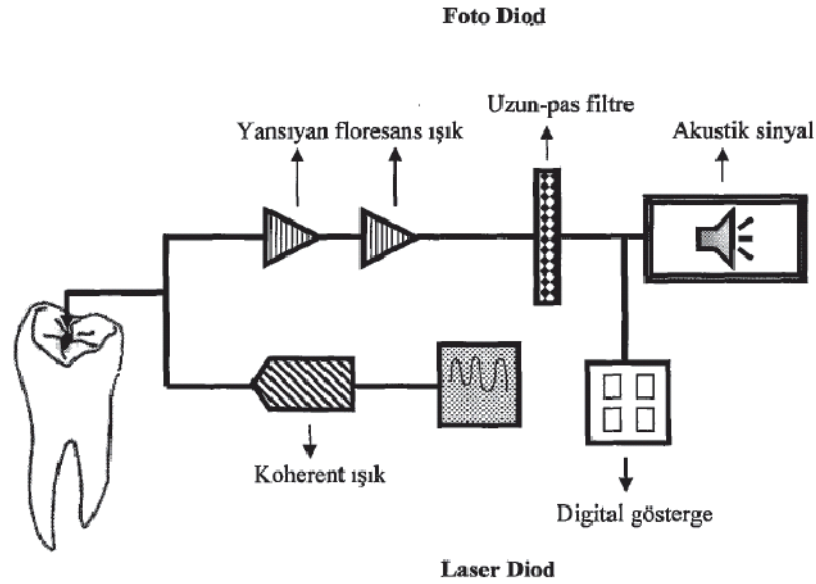 Foto Diod
Uzun-pas filtre
Yansıyan floresans ışık
Akustik sinyal
Koherent ışık
Digital gösterge
Laser Diod